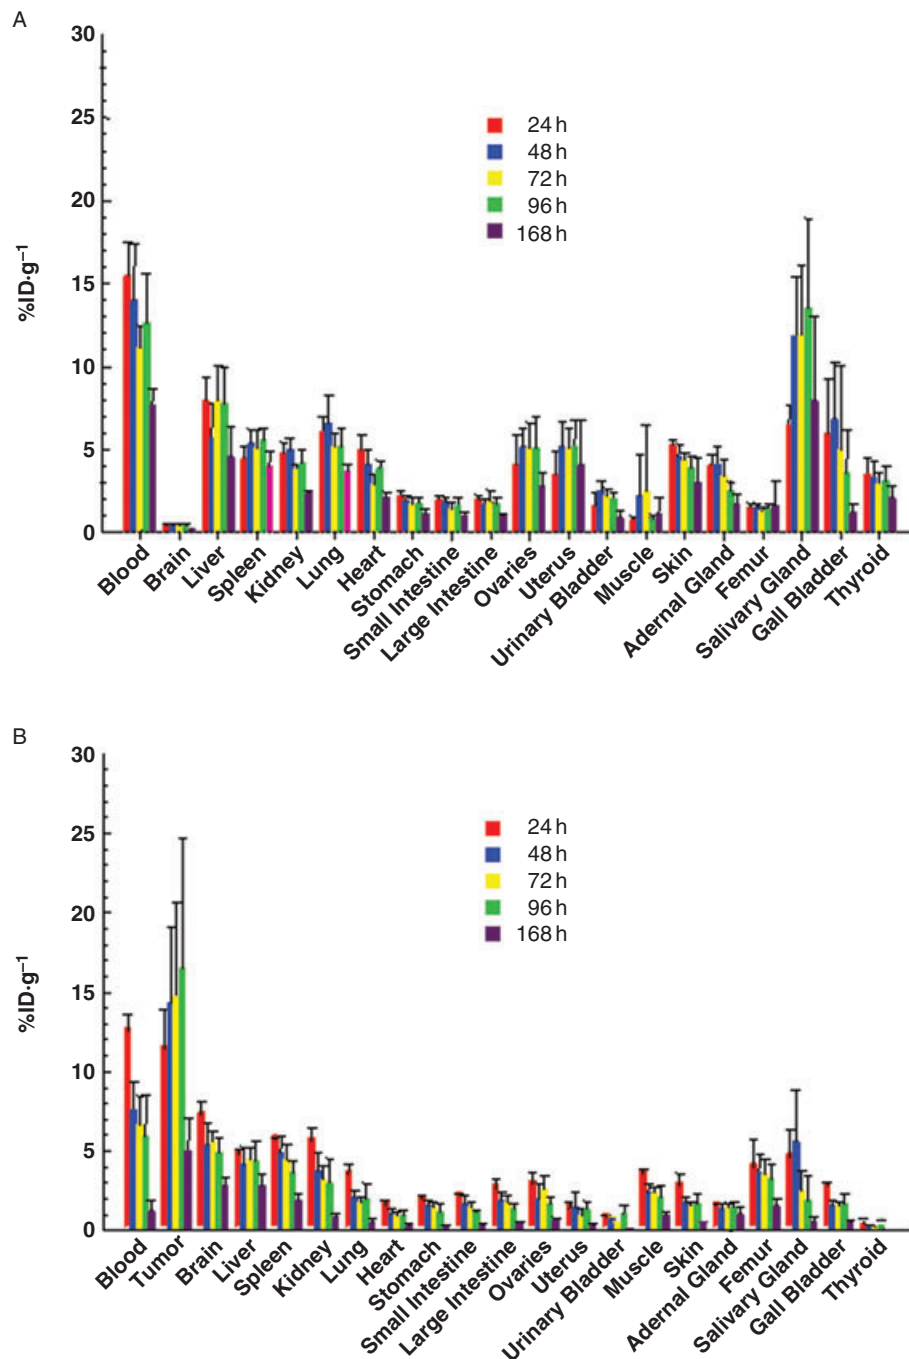 A
30
25
20
15
10
5
0
%ID·g⁻¹
24 h
48 h
72 h
96 h
168 h
Blood
Brain
Liver
Spleen
Kidney
Lung
Heart
Stomach
Small Intestine
Large Intestine
Ovaries
Uterus
Urinary Bladder
Muscle
Skin
Adernal Gland
Femur
Salivary Gland
Gall Bladder
Thyroid
B
30
25
20
15
10
5
0
%ID·g⁻¹
24 h
48 h
72 h
96 h
168 h
Blood
Tumor
Brain
Liver
Spleen
Kidney
Lung
Heart
Stomach
Small Intestine
Large Intestine
Ovaries
Uterus
Urinary Bladder
Muscle
Skin
Adernal Gland
Femur
Salivary Gland
Gall Bladder
Thyroid